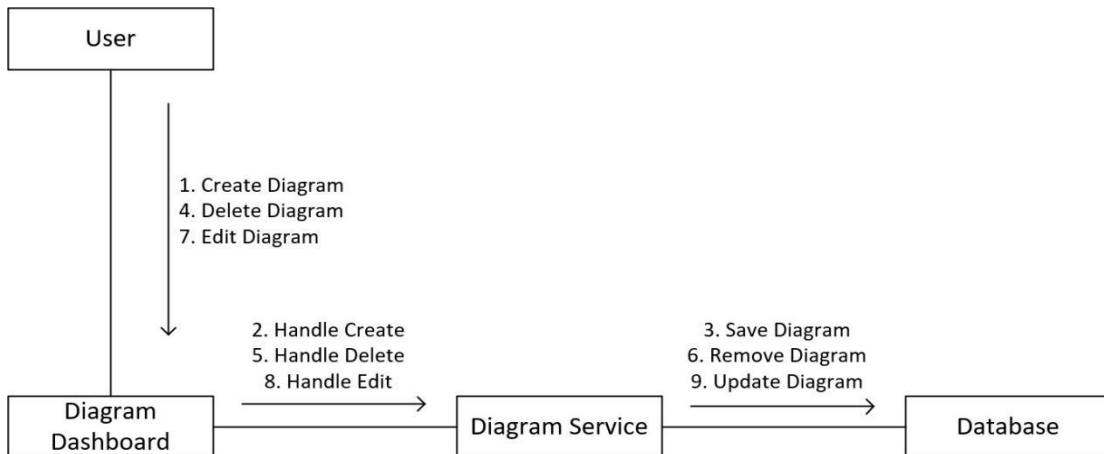 User
1. Create Diagram
4. Delete Diagram
7. Edit Diagram
2. Handle Create
5. Handle Delete
8. Handle Edit
3. Save Diagram
6. Remove Diagram
9. Update Diagram
Diagram
Dashboard
Diagram Service
Database